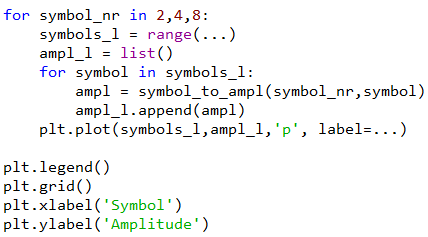 for symbol_nr in 2,4,8:
    symbols_l = range(...)
    ampl_l = list()
    for symbol in symbols_l:
        ampl = symbol_to_ampl(symbol_nr,symbol)
        ampl_l.append(ampl)
    plt.plot(symbols_l,ampl_l,'p', label=...)

plt.legend()
plt.grid()
plt.xlabel('Symbol')
plt.ylabel('Amplitude')